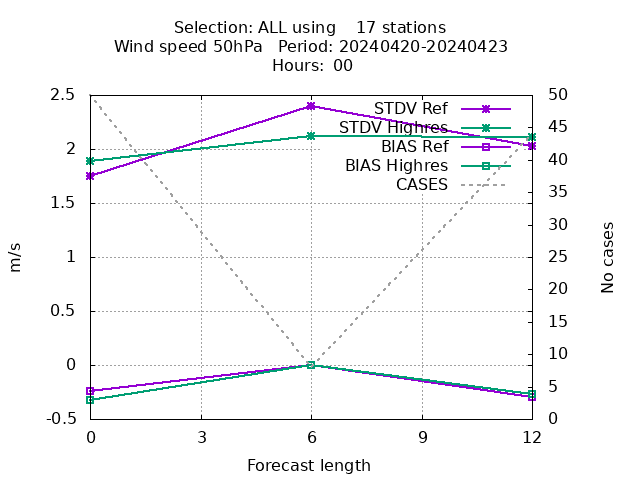 Selection: ALL using    17 stations
Wind speed 50hPa   Period: 20240420-20240423
Hours:  00
2.5
2
1.5
1
0.5
0
-0.5
m/s
STDV Ref
STDV Highres
BIAS Ref
BIAS Highres
CASES
50
45
40
35
30
25
20
15
10
5
0
No cases
0 3 6 9 12
Forecast length